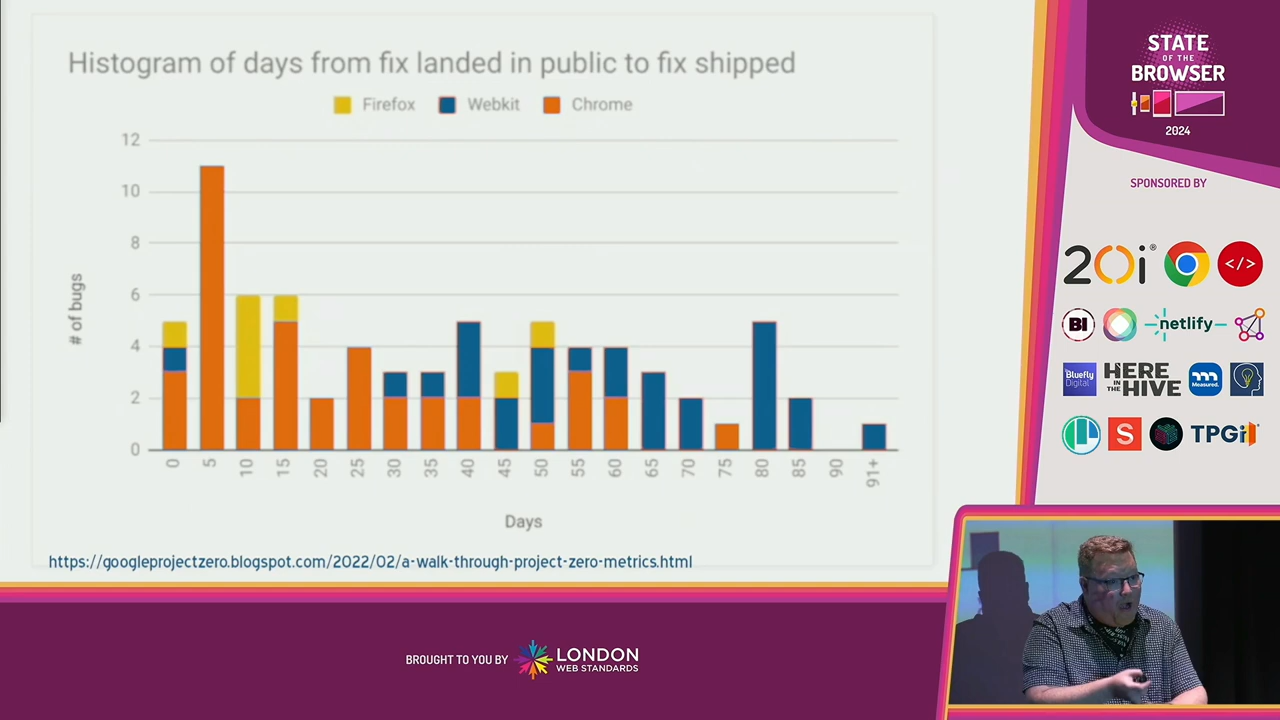 Histogram of days from fix landed in public to fix shipped
Firefox
Webkit
Chrome
12
10
8
6
4
2
0
# of bugs
0
5
10
15
20
25
30
35
40
45
50
55
60
65
70
75
80
85
90
91+
Days
https://googleprojectzero.blogspot.com/2022/02/a-walk-through-project-zero-metrics.html
BROUGHT TO YOU BY
LONDON
WEB STANDARDS
STATE
OF THE
BROWSER
2024
SPONSORED BY
20i®
</>
BI
netlify
Bluefly
Digital
HERE
IN THE
HIVE
Measured.
S
TPGi